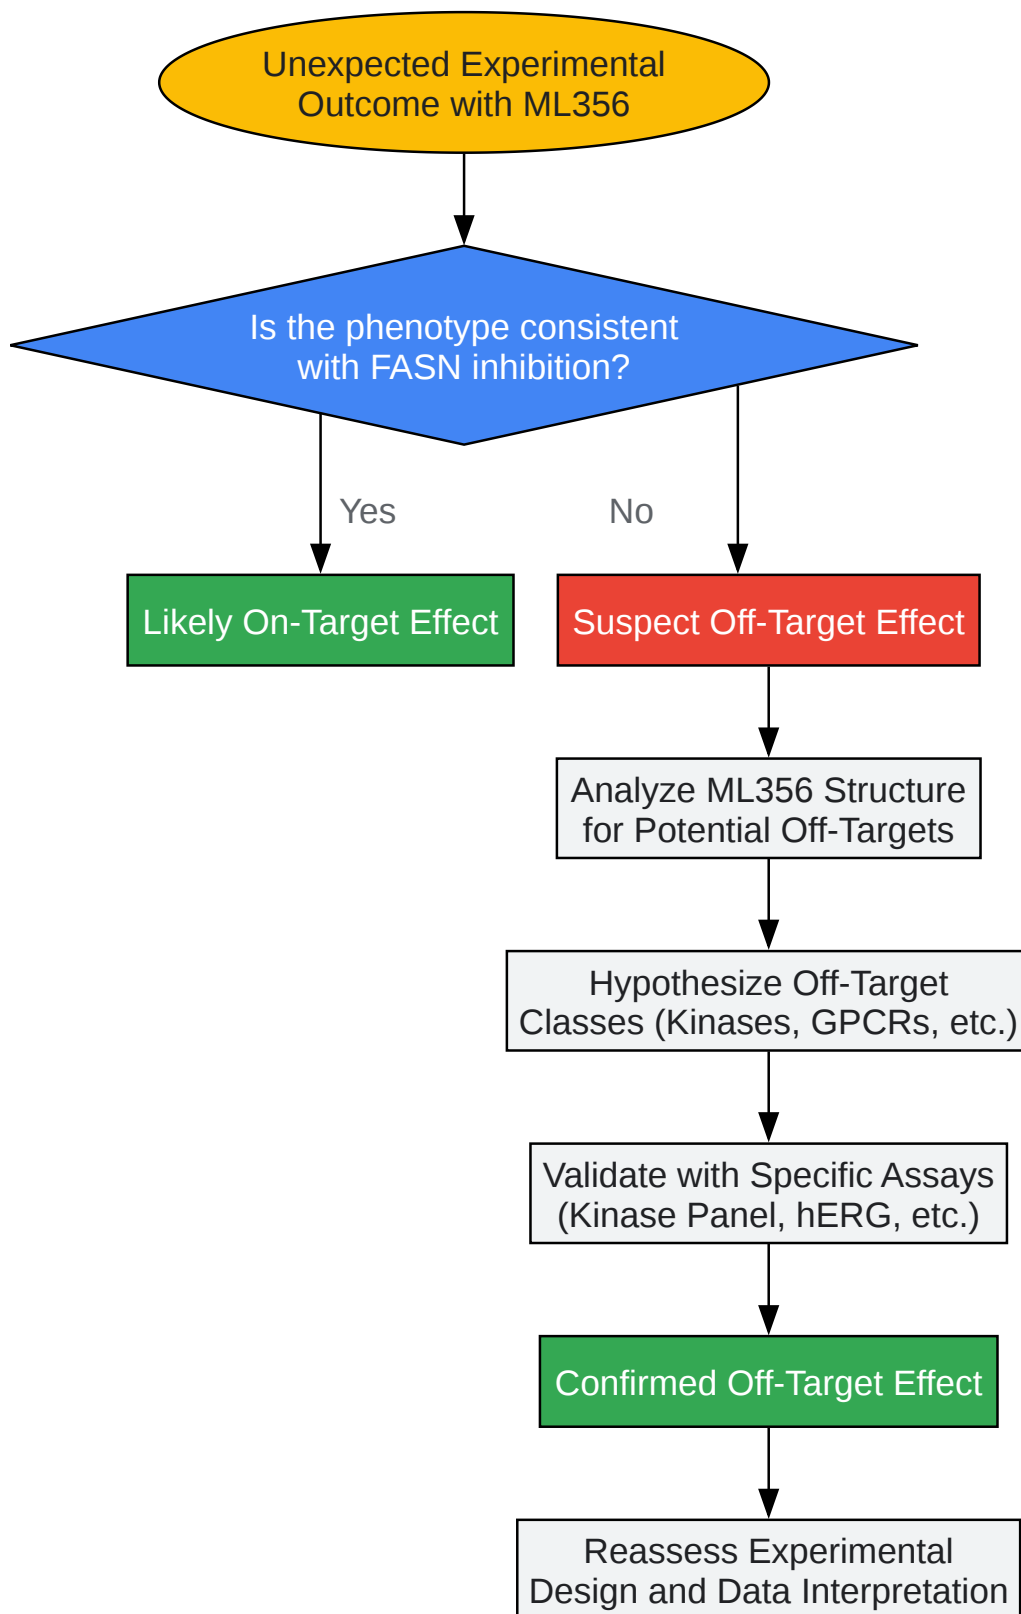 Unexpected Experimental
Outcome with ML356
Is the phenotype consistent
with FASN inhibition?
Yes
No
Likely On-Target Effect
Suspect Off-Target Effect
Analyze ML356 Structure
for Potential Off-Targets
Hypothesize Off-Target
Classes (Kinases, GPCRs, etc.)
Validate with Specific Assays
(Kinase Panel, hERG, etc.)
Confirmed Off-Target Effect
Reassess Experimental
Design and Data Interpretation